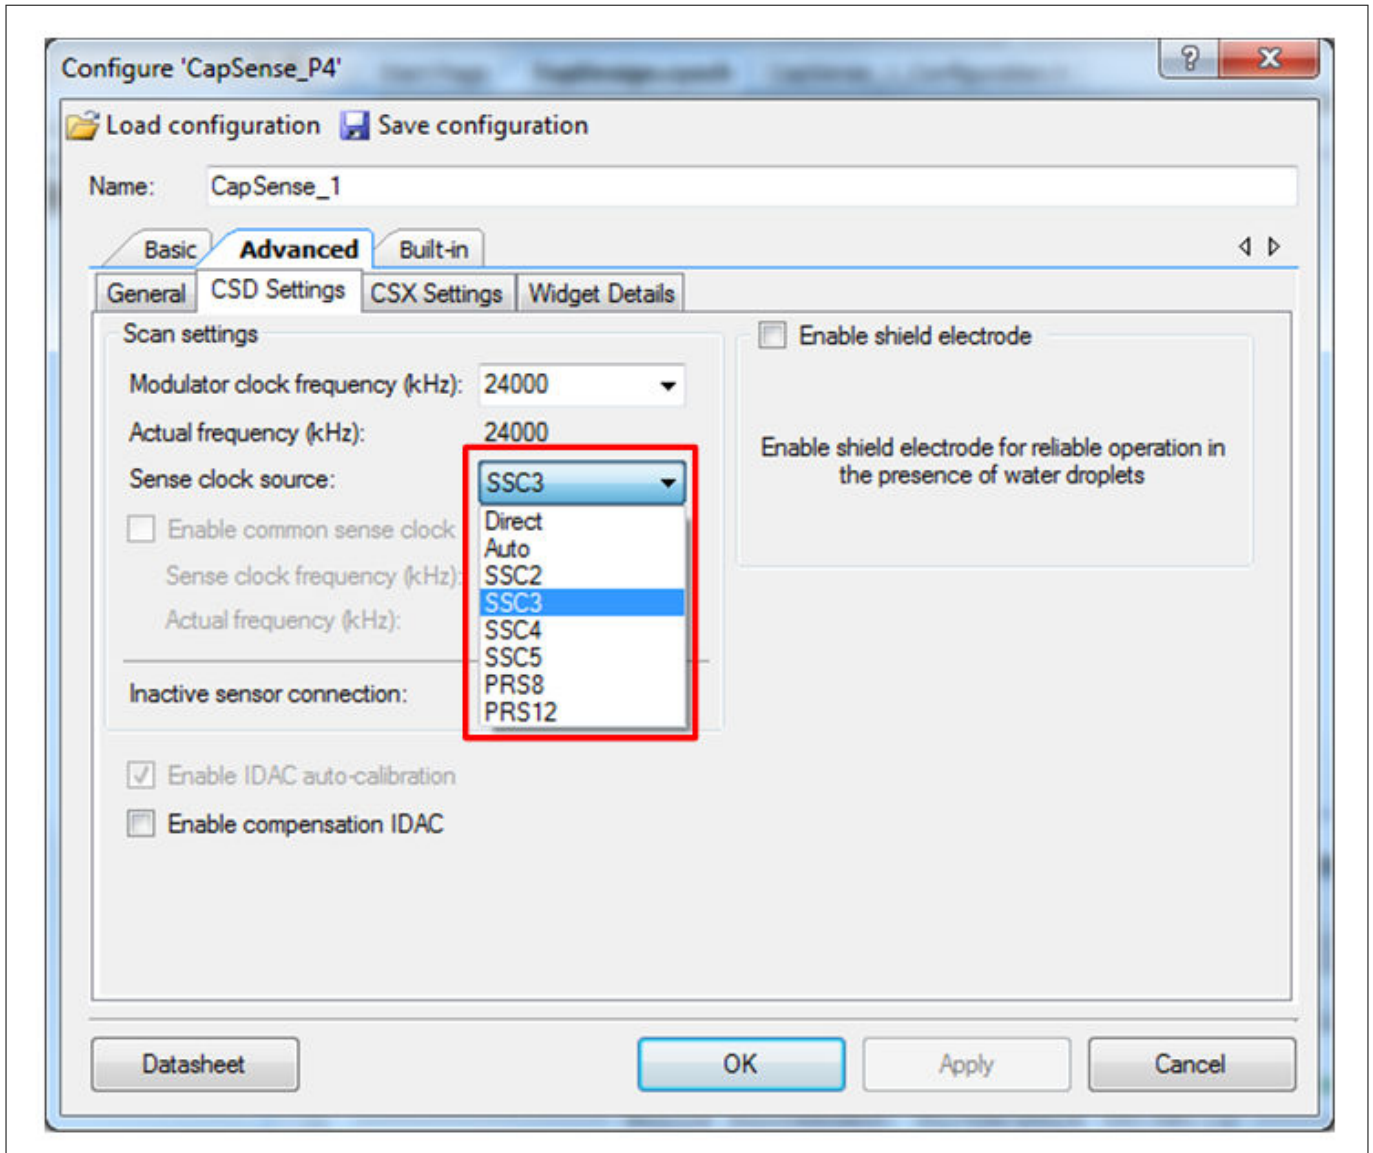 Configure 'CapSense_P4'
Load configuration Save configuration
Name: CapSense_1
Basic Advanced Built-in
General CSD Settings CSX Settings Widget Details
Scan settings
Enable shield electrode
Modulator clock frequency (kHz): 24000
Actual frequency (kHz): 24000
Enable shield electrode for reliable operation in
the presence of water droplets
Sense clock source: SSC3
Direct
Enable common sense clock
Auto
Sense clock frequency (kHz):
SSC2
SSC3
Actual frequency (kHz):
SSC4
SSC5
Inactive sensor connection:
PRS8
PRS12
Enable IDAC auto-calibration
Enable compensation IDAC
Datasheet OK Apply Cancel